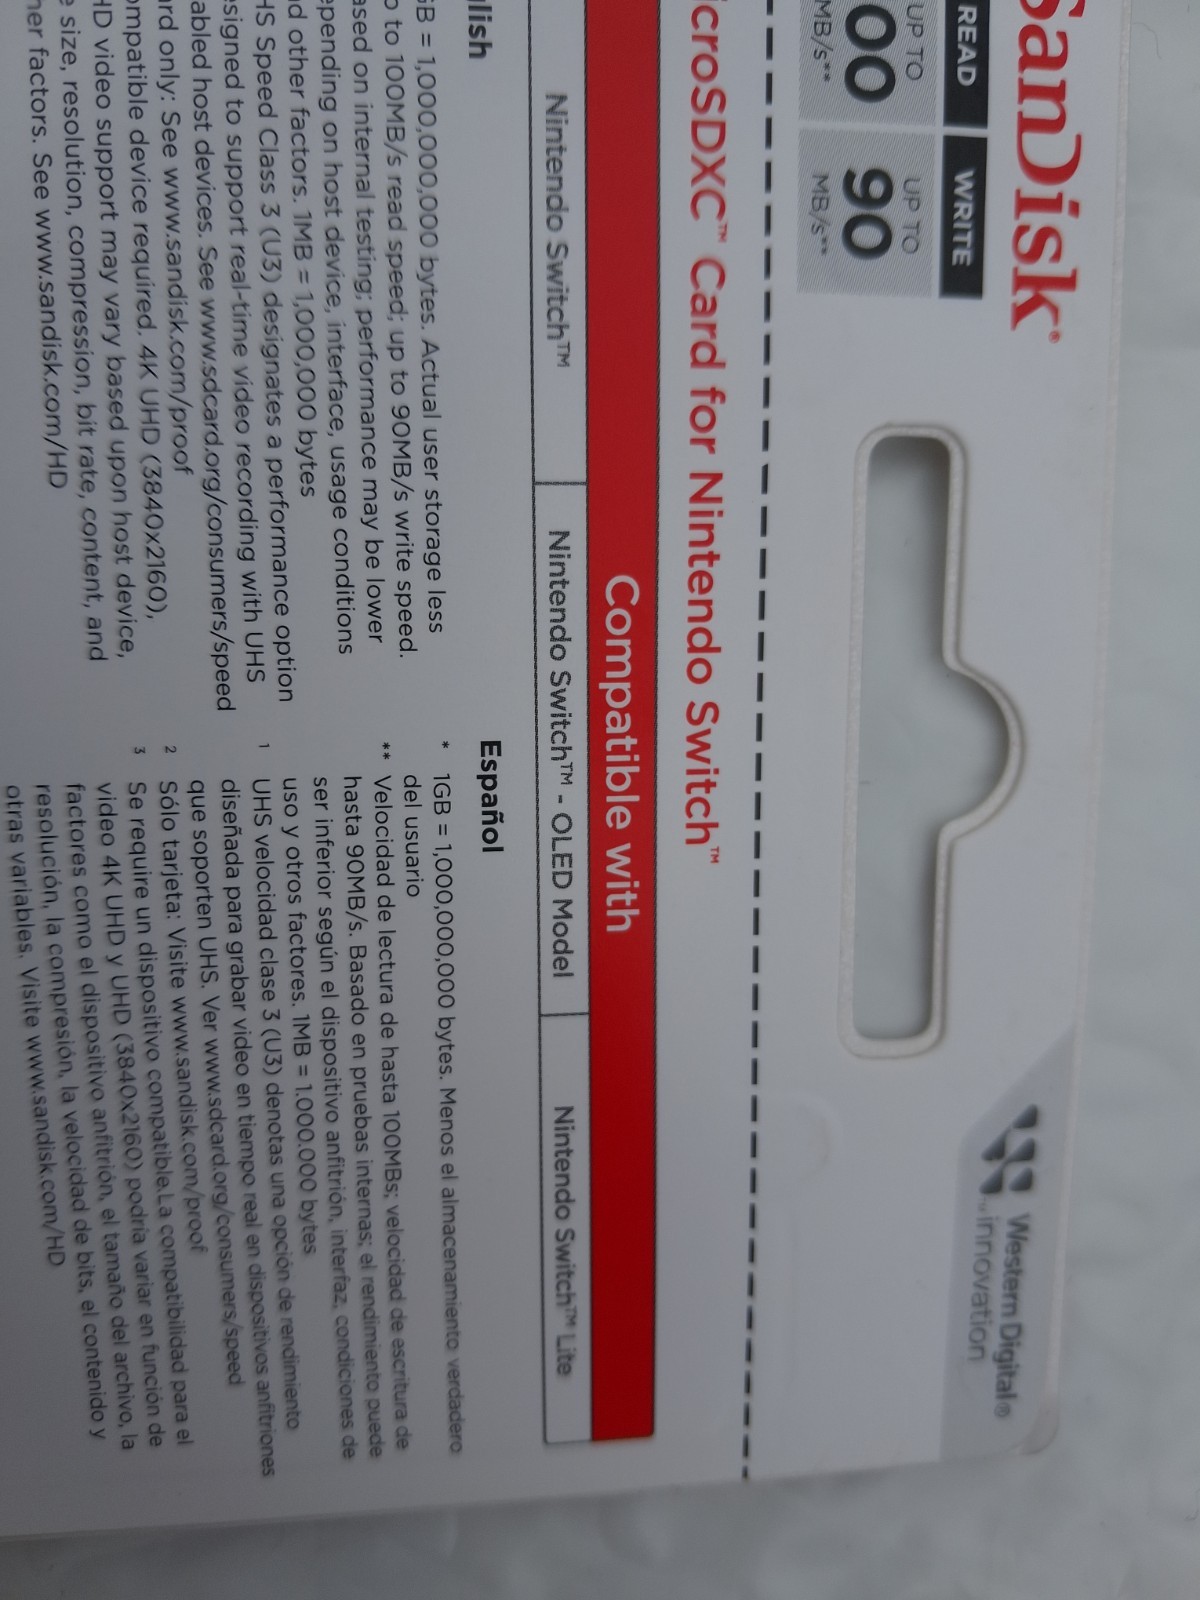 SanDisk®
READ
WRITE
UP TO
UP TO
00
90
MB/s**
MB/s**
Western Digital®
innovation™
icroSDXC™ Card for Nintendo Switch™
Compatible with
Nintendo Switch™
Nintendo Switch™ - OLED Model
Nintendo Switch™ Lite
glish
GB = 1,000,000,000 bytes. Actual user storage less
o to 100MB/s read speed; up to 90MB/s write speed.
ased on internal testing; performance may be lower
epending on host device, interface, usage conditions
nd other factors. 1MB = 1,000,000 bytes
HS Speed Class 3 (U3) designates a performance option
esigned to support real-time video recording with UHS
abled host devices. See www.sdcard.org/consumers/speed
ard only: See www.sandisk.com/proof
ompatible device required. 4K UHD (3840x2160),
HD video support may vary based upon host device,
e size, resolution, compression, bit rate, content, and
her factors. See www.sandisk.com/HD
Español
* 1GB = 1,000,000,000 bytes. Menos el almacenamiento verdadero
del usuario
** Velocidad de lectura de hasta 100MBs; velocidad de escritura de
hasta 90MB/s. Basado en pruebas internas; el rendimiento puede
ser inferior según el dispositivo anfitrión, interfaz, condiciones de
uso y otros factores. 1MB = 1.000.000 bytes
1 UHS velocidad clase 3 (U3) denotas una opción de rendimiento
diseñada para grabar video en tiempo real en dispositivos anfitriones
que soporten UHS. Ver www.sdcard.org/consumers/speed
2 Sólo tarjeta: Visite www.sandisk.com/proof
3 Se require un dispositivo compatible.La compatibilidad para el
video 4K UHD y UHD (3840x2160) podría variar en función de
factores como el dispositivo anfitrión, el tamaño del archivo, la
resolución, la compresión, la velocidad de bits, el contenido y
otras variables. Visite www.sandisk.com/HD